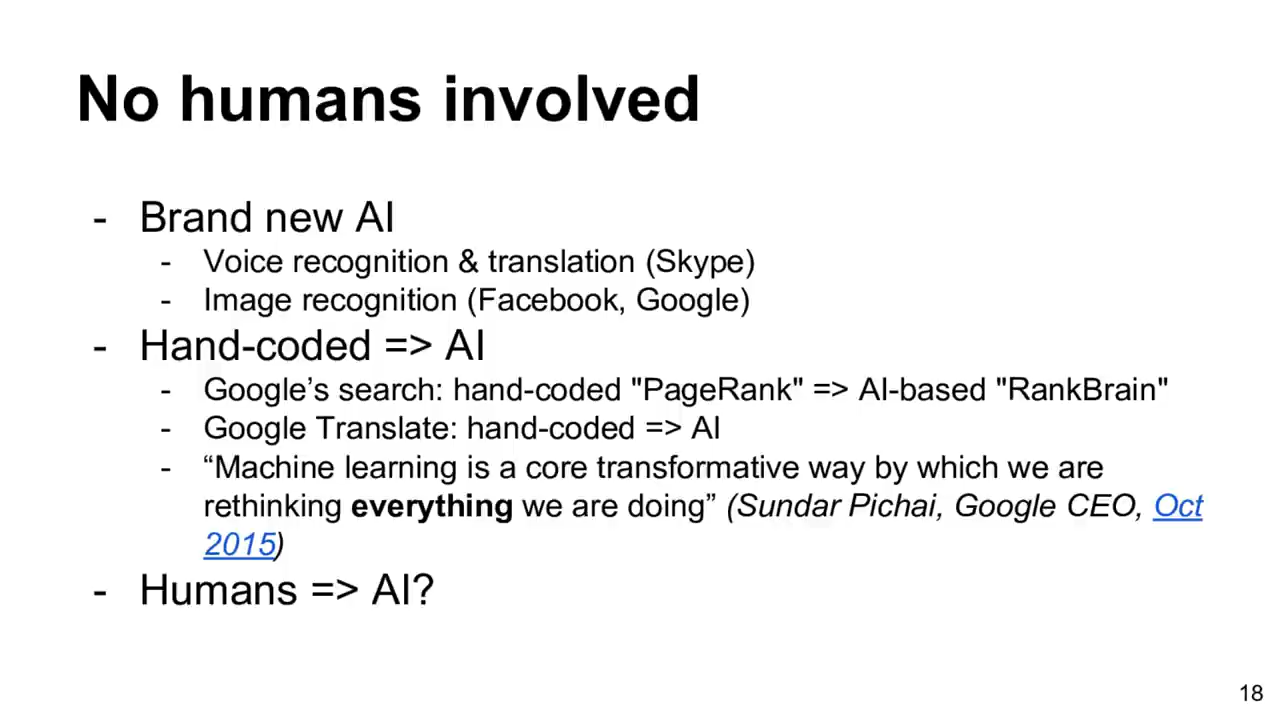 No humans involved
- Brand new AI
- Voice recognition & translation (Skype)
- Image recognition (Facebook, Google)
- Hand-coded => AI
- Google’s search: hand-coded "PageRank" => AI-based "RankBrain"
- Google Translate: hand-coded => AI
- “Machine learning is a core transformative way by which we are
rethinking everything we are doing” (Sundar Pichai, Google CEO, Oct
2015)
- Humans => AI?
18